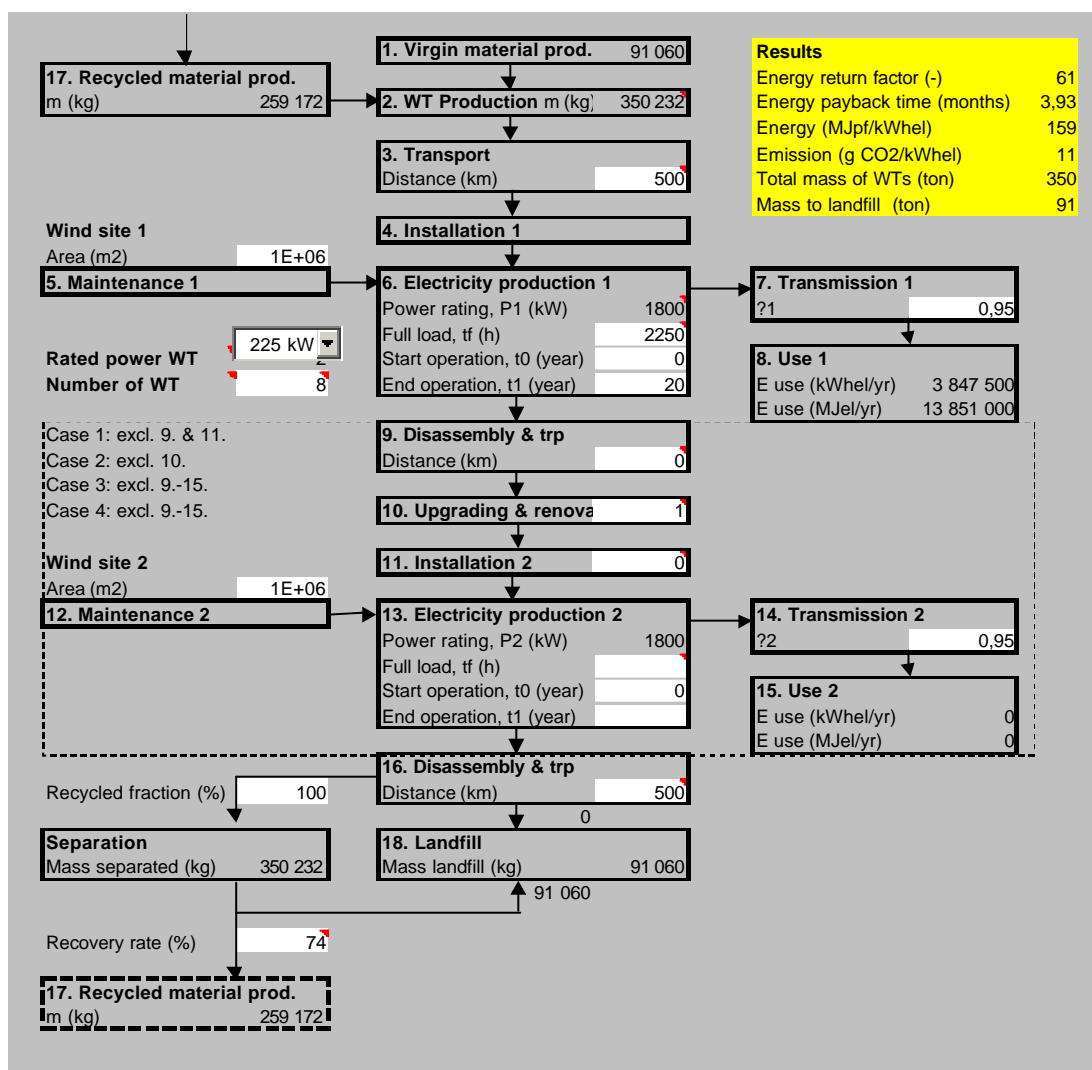 1. Virgin material prod. 91 060
17. Recycled material prod.
m (kg) 259 172
2. WT Production m (kg) 350 232
3. Transport
Distance (km) 500
Results
Energy return factor (-) 61
Energy payback time (months) 3,93
Energy (MJpf/kWhel) 159
Emission (g CO2/kWhel) 11
Total mass of WTs (ton) 350
Mass to landfill (ton) 91
Wind site 1
Area (m2) 1E+06
4. Installation 1
5. Maintenance 1
6. Electricity production 1
Power rating, P1 (kW) 1800
Full load, tf (h) 2250
Start operation, t0 (year) 0
End operation, t1 (year) 20
7. Transmission 1
?1 0,95
225 kW
Rated power WT
Number of WT 8
8. Use 1
E use (kWhel/yr) 3 847 500
E use (MJel/yr) 13 851 000
Case 1: excl. 9. & 11.
Case 2: excl. 10.
Case 3: excl. 9.-15.
Case 4: excl. 9.-15.
9. Disassembly & trp
Distance (km) 0
10. Upgrading & renova 1
Wind site 2
Area (m2) 1E+06
11. Installation 2 0
12. Maintenance 2
13. Electricity production 2
Power rating, P2 (kW) 1800
Full load, tf (h)
Start operation, t0 (year) 0
End operation, t1 (year)
14. Transmission 2
?2 0,95
15. Use 2
E use (kWhel/yr) 0
E use (MJel/yr) 0
16. Disassembly & trp
Distance (km) 500
Recycled fraction (%) 100
0
Separation
Mass separated (kg) 350 232
18. Landfill
Mass landfill (kg) 91 060
91 060
Recovery rate (%) 74
17. Recycled material prod.
m (kg) 259 172